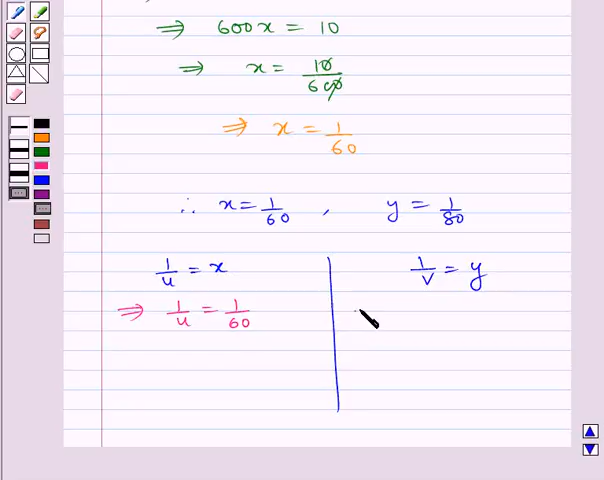 ⇒ 600x = 10
⇒ x = 10/600
⇒ x = 1/60
∴ x = 1/60 , y = 1/80
1/u = x
1/v = y
⇒ 1/u = 1/60